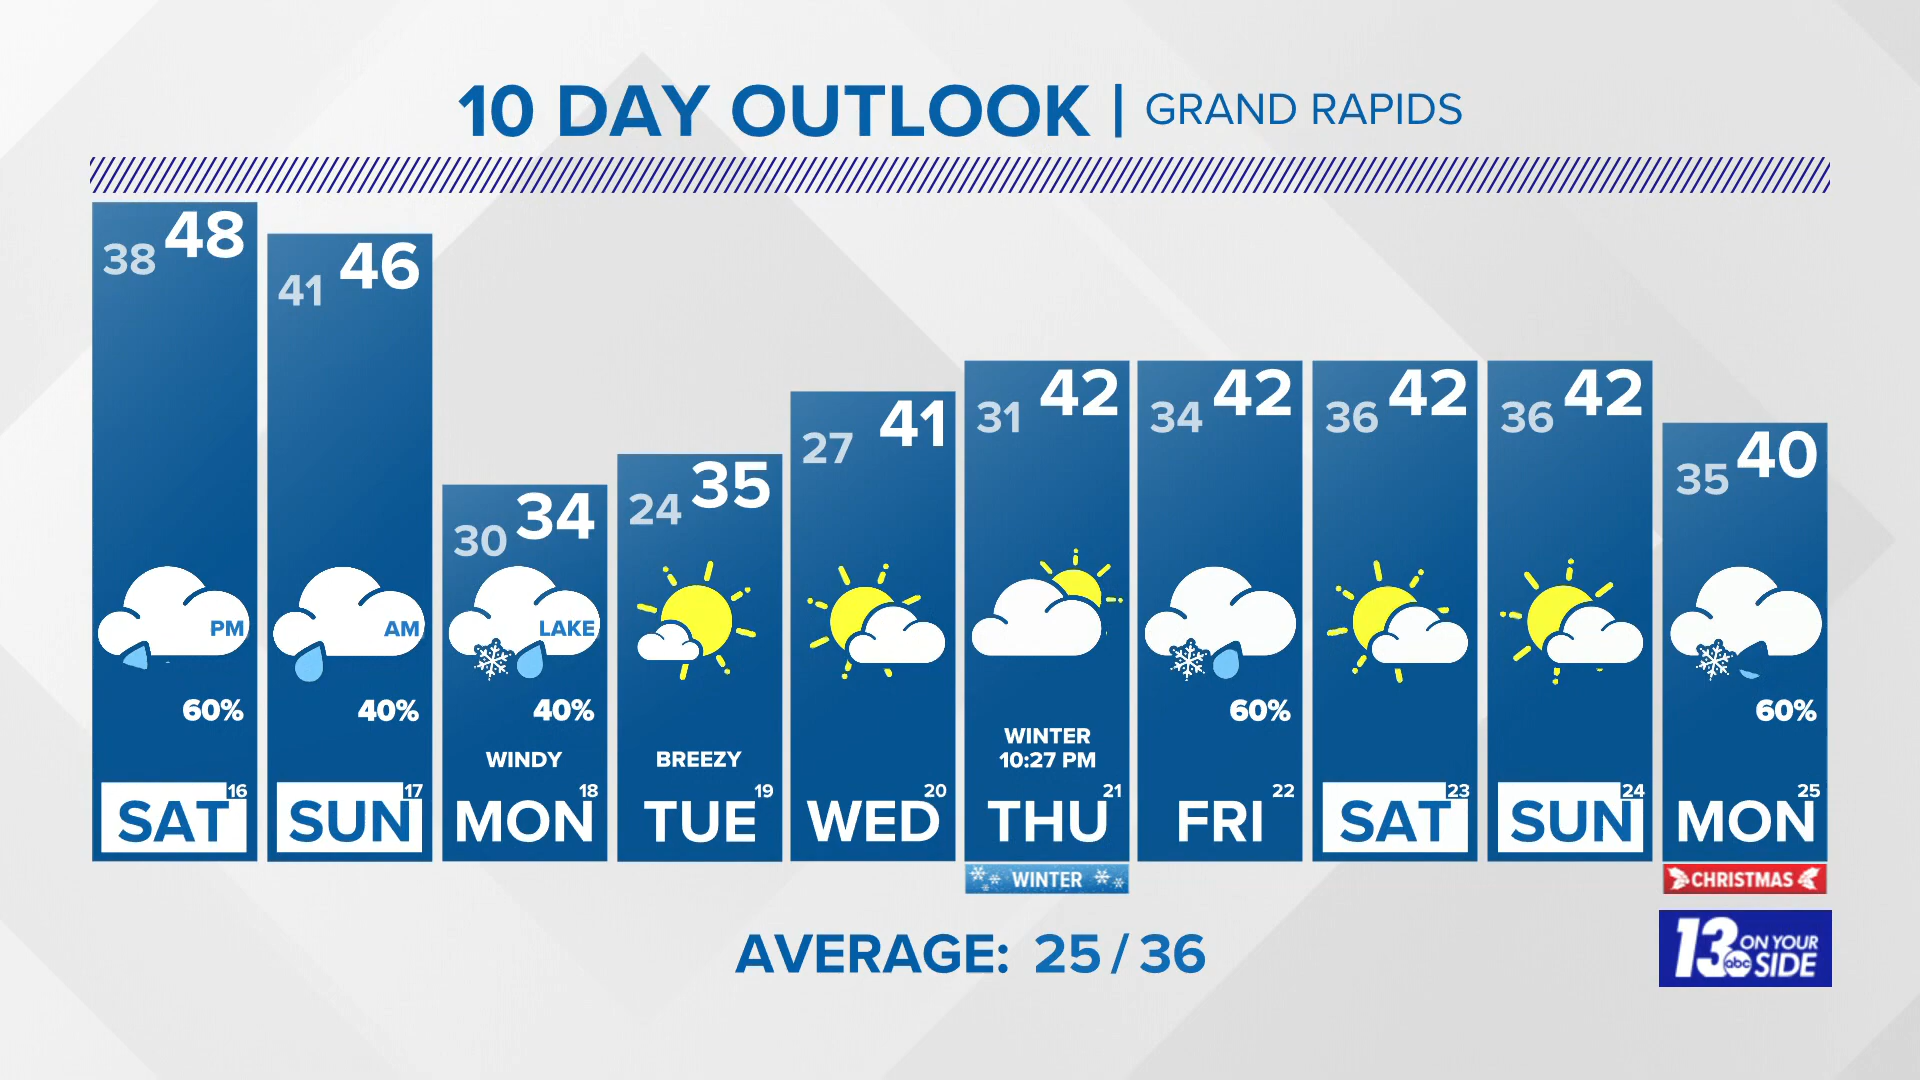 10 DAY OUTLOOK | GRAND RAPIDS
38 48
41 46
30 34
24 35
27 41
31 42
34 42
36 42
36 42
35 40
PM
AM
LAKE
60%
40%
40%
60%
60%
WINDY
BREEZY
WINTER
10:27 PM
SAT 16
SUN 17
MON 18
TUE 19
WED 20
THU 21
FRI 22
SAT 23
SUN 24
MON 25
WINTER
CHRISTMAS
AVERAGE: 25 / 36
13 abc ON YOUR SIDE